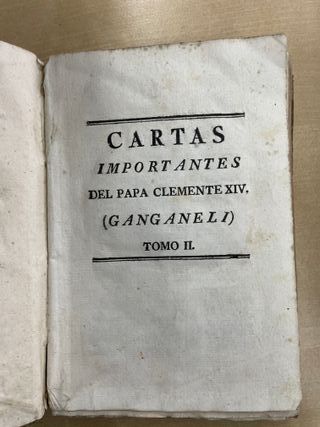 CARTAS
IMPORTANTES
DEL PAPA CLEMENTE XIV.
(GANGANELI)
TOMO II.